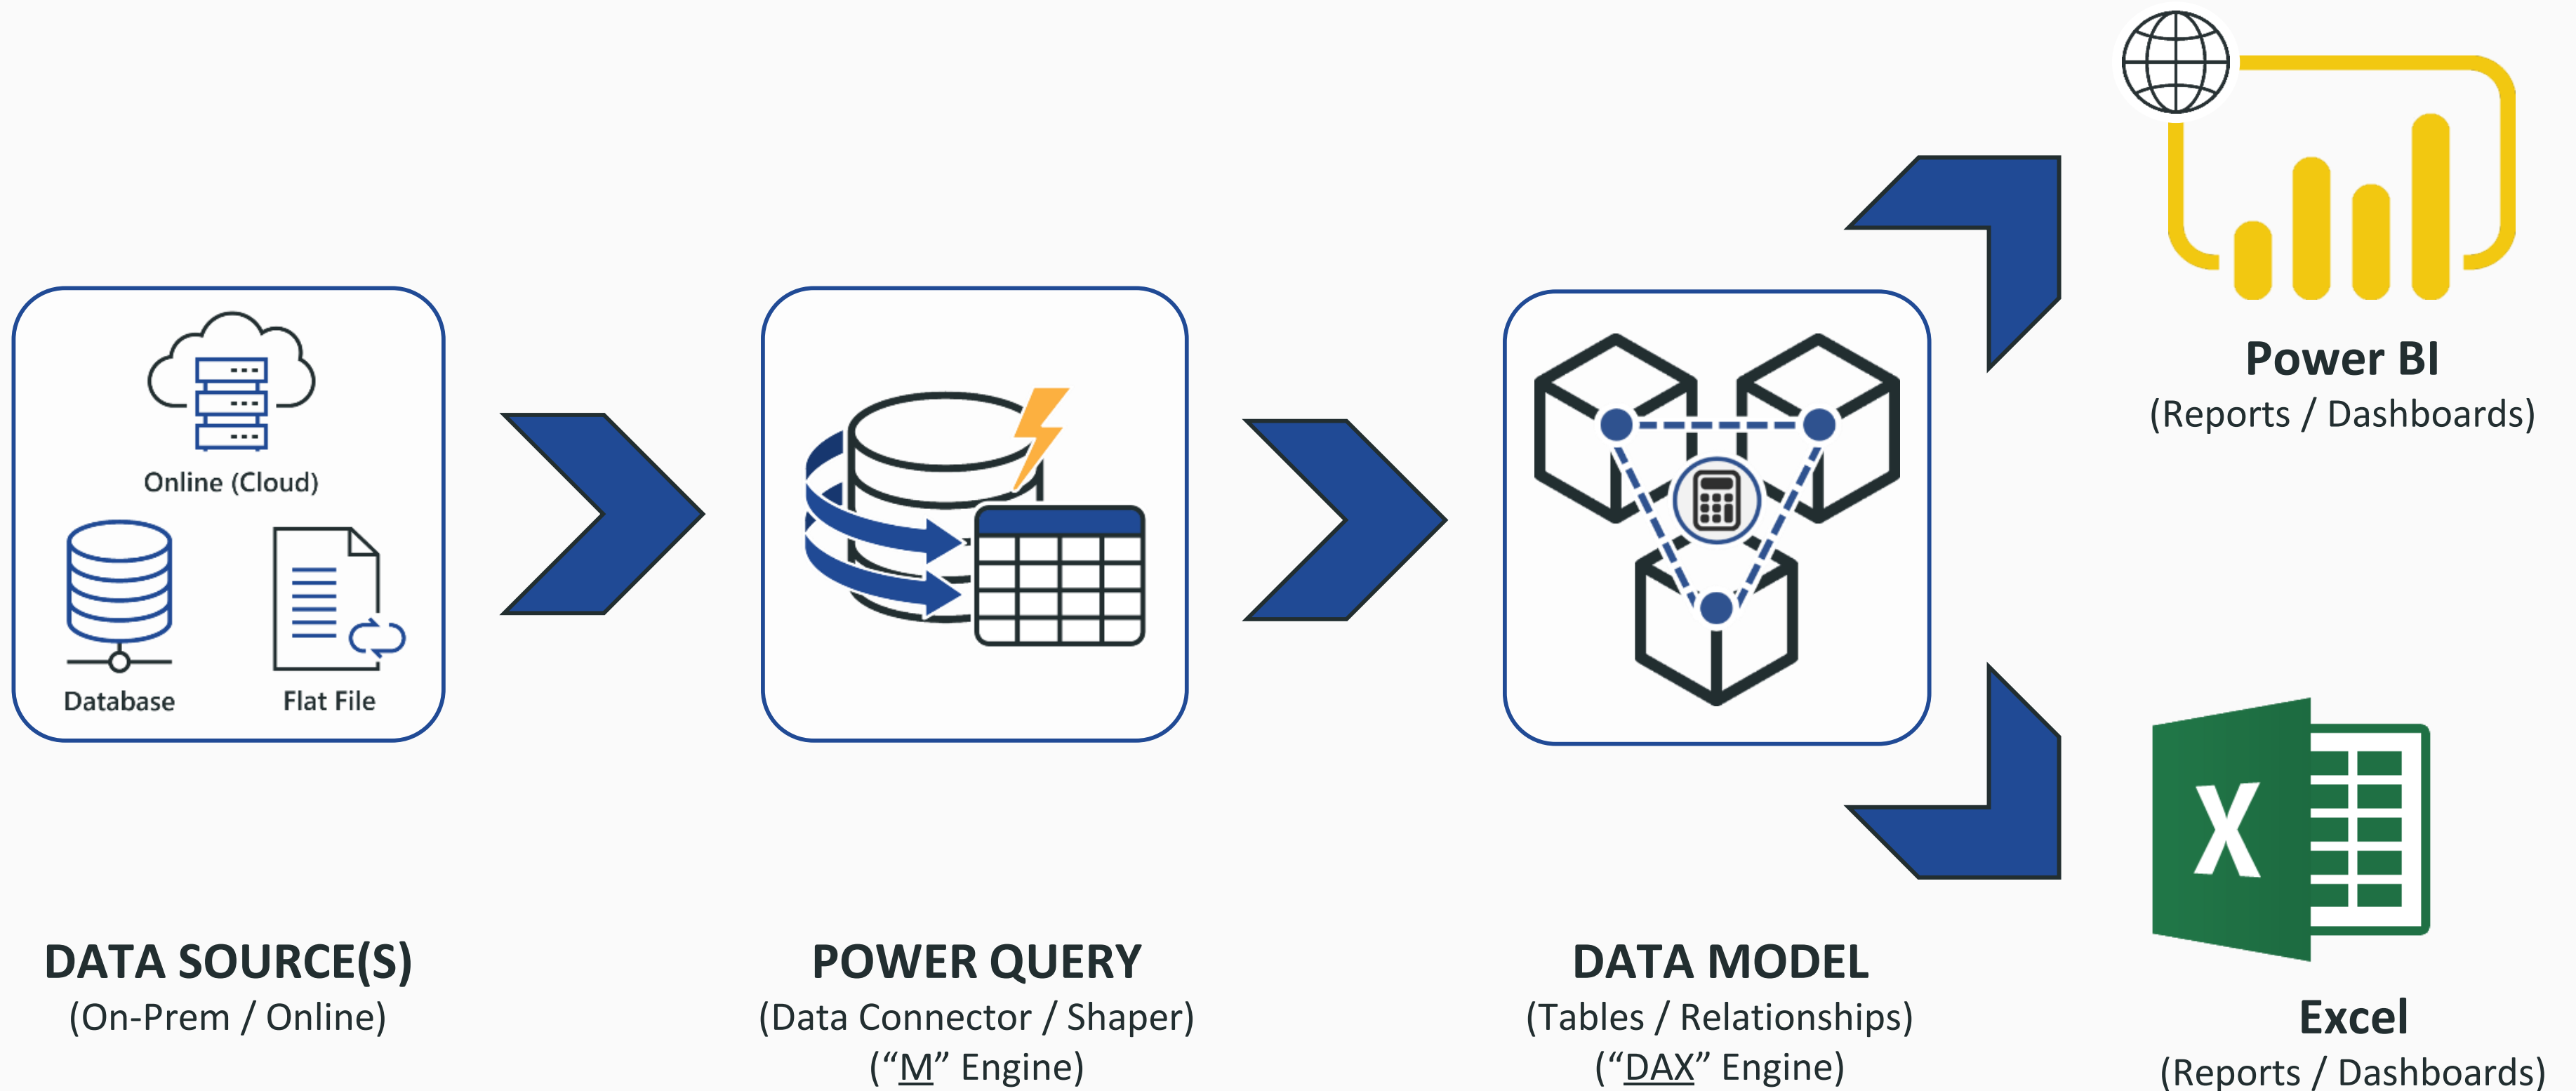 Online (Cloud)
Database
Flat File
DATA SOURCE(S)
(On-Prem / Online)
POWER QUERY
(Data Connector / Shaper)
(“M” Engine)
DATA MODEL
(Tables / Relationships)
(“DAX” Engine)
Power BI
(Reports / Dashboards)
X
Excel
(Reports / Dashboards)